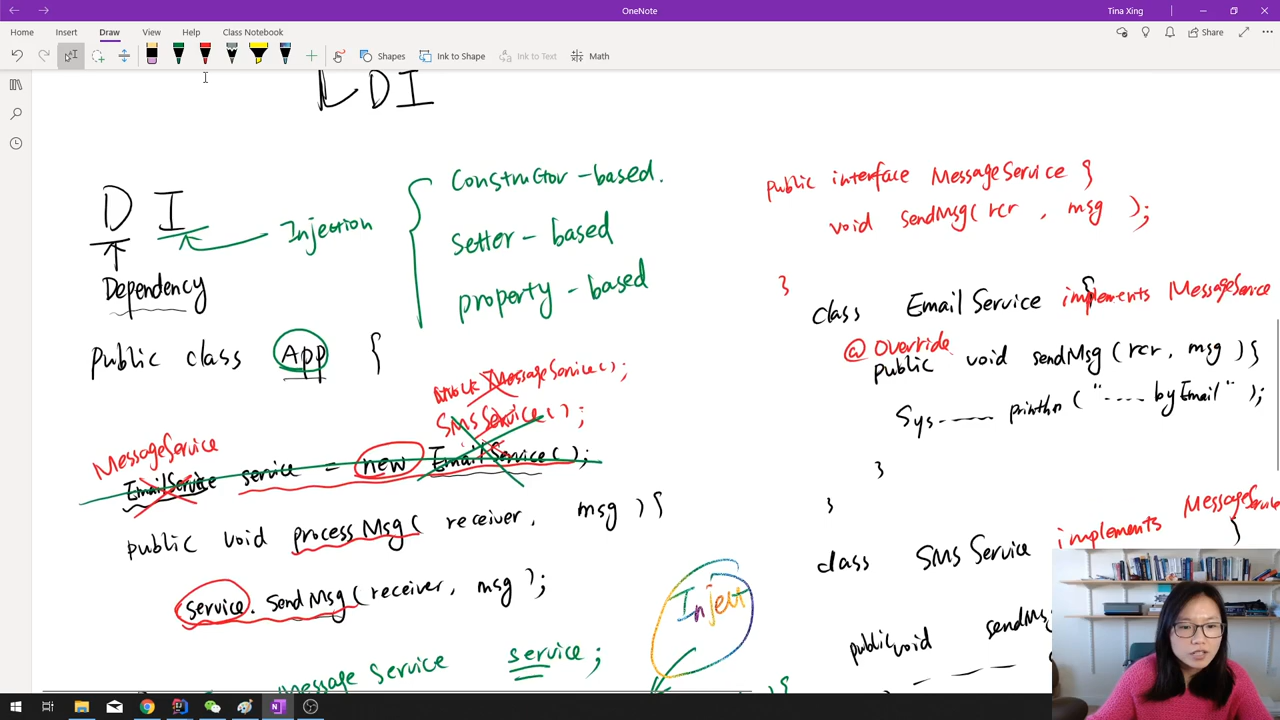 OneNote
Tina Xing
Home
Insert
Draw
View
Help
Class Notebook
Shapes
Ink to Shape
Ink to Text
Math
Share
DI
D I
Injection
Dependency
Constructor-based.
Setter-based
property-based
public class App {
MessageService();
SmsService();
MessageService
EmailService service = new EmailService();
public void processMsg( receiver, msg ){
service.sendMsg(receiver, msg);
Message Service service;
Inject
public interface MessageService {
void sendMsg(rcr , msg );
}
class Email Service { implements MessageService
@ Override
public void sendMsg (rcr, msg ){
Sys------ println ("---- by Email" );
}
}
class Sms Service implements MessageService
}
public void sendMs
{